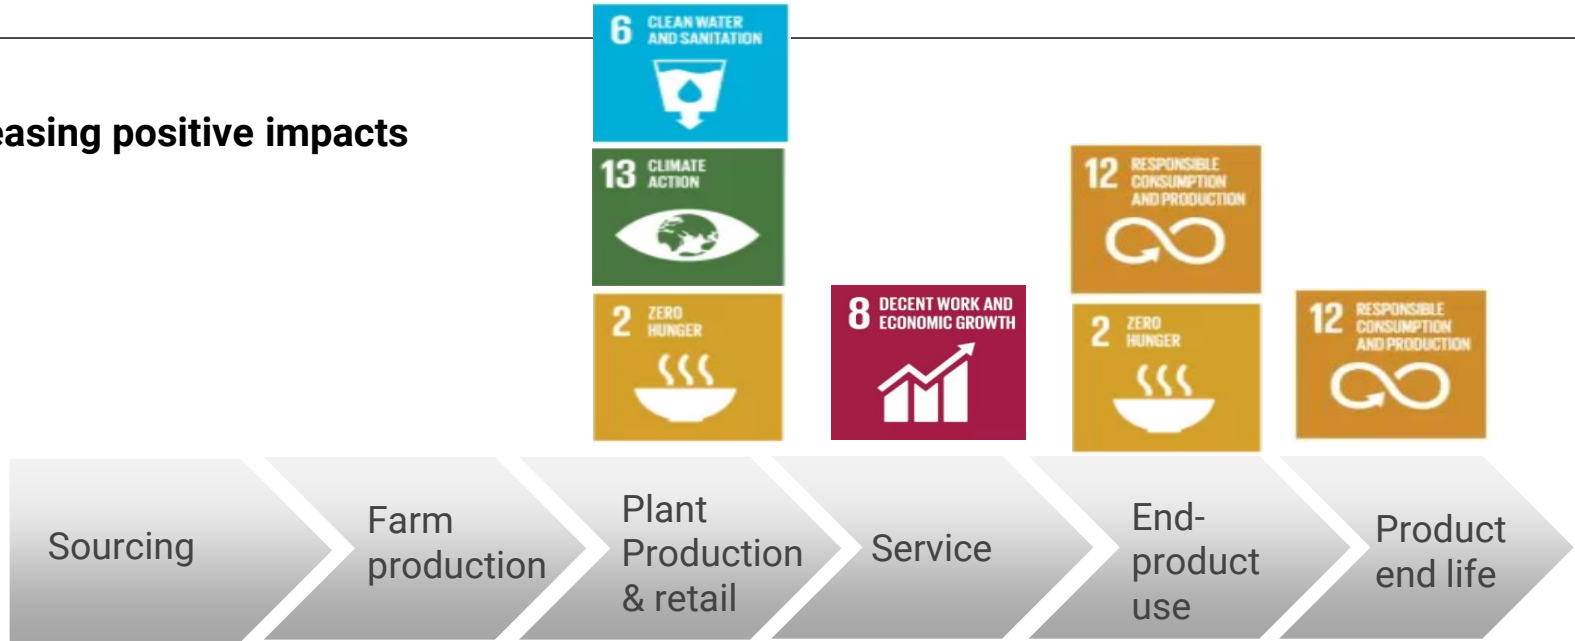 easing positive impacts
6 CLEAN WATER
AND SANITATION
13 CLIMATE
ACTION
2 ZERO
HUNGER
8 DECENT WORK AND
ECONOMIC GROWTH
12 RESPONSIBLE
CONSUMPTION
AND PRODUCTION
2 ZERO
HUNGER
12 RESPONSIBLE
CONSUMPTION
AND PRODUCTION
Sourcing
Farm
production
Plant
Production
& retail
Service
End-
product
use
Product
end life